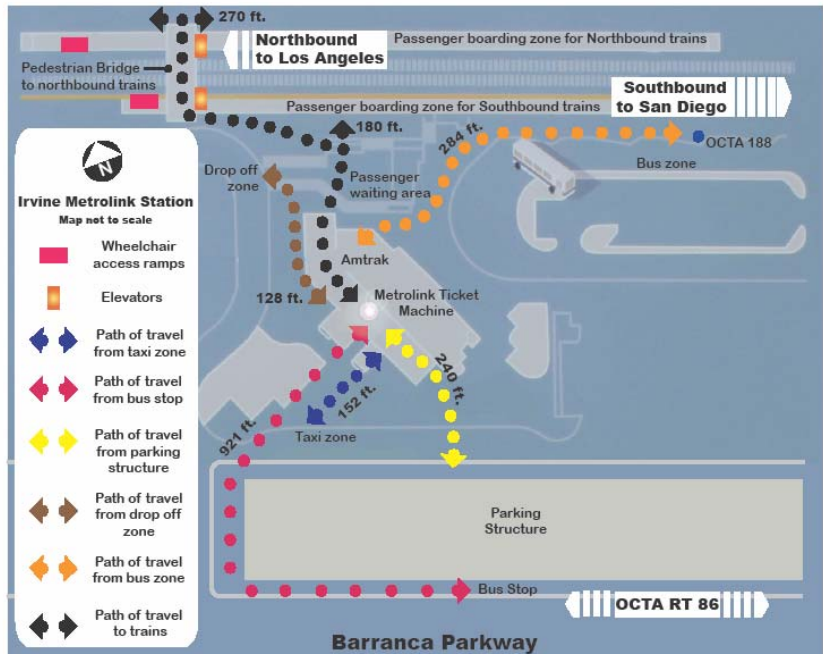 270 ft.
Northbound
to Los Angeles
Passenger boarding zone for Northbound trains
Pedestrian Bridge
to northbound trains
Southbound
to San Diego
Passenger boarding zone for Southbound trains
180 ft.
284 ft.
OCTA 188
Bus zone
Drop off
zone
Passenger
waiting area
N
Irvine Metrolink Station
Map not to scale
Wheelchair
access ramps
Elevators
Path of travel
from taxi zone
Path of travel
from bus stop
Path of travel
from parking
structure
Path of travel
from drop off
zone
Path of travel
from bus zone
Path of travel
to trains
Amtrak
128 ft.
Metrolink Ticket
Machine
240 ft.
152 ft.
921 ft.
Taxi zone
Parking
Structure
Bus Stop
OCTA RT 86
Barranca Parkway